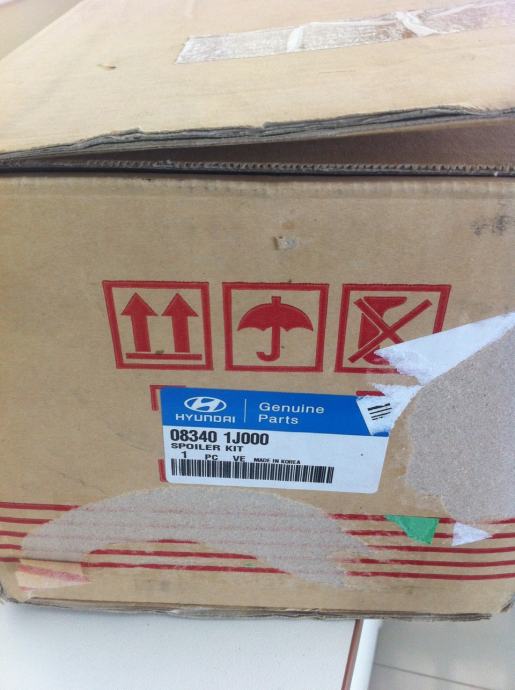 HYUNDAI
Genuine
Parts
08340 1J000
SPOILER KIT
1 PC VE MADE IN KOREA